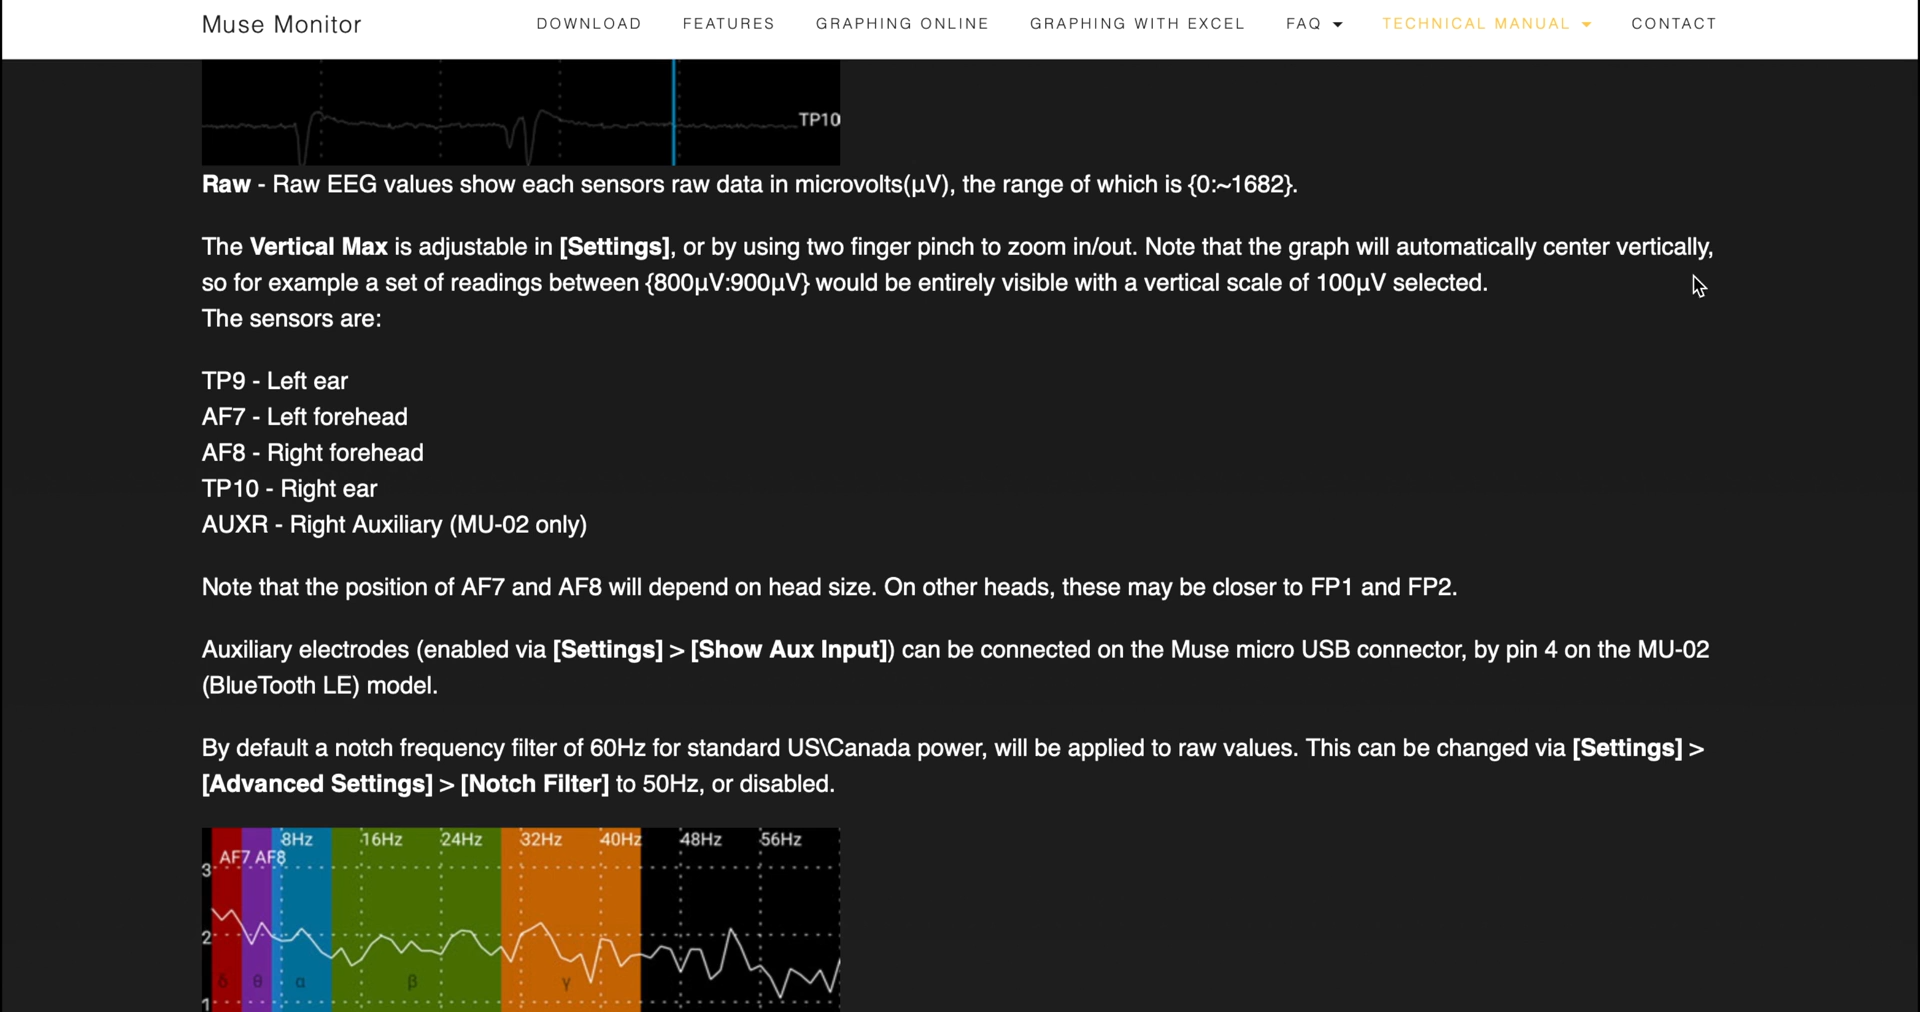 Muse Monitor
DOWNLOAD FEATURES GRAPHING ONLINE GRAPHING WITH EXCEL FAQ TECHNICAL MANUAL CONTACT
TP10
Raw - Raw EEG values show each sensors raw data in microvolts(μV), the range of which is {0:~1682}.
The Vertical Max is adjustable in [Settings], or by using two finger pinch to zoom in/out. Note that the graph will automatically center vertically,
so for example a set of readings between {800μV:900μV} would be entirely visible with a vertical scale of 100μV selected.
The sensors are:
TP9 - Left ear
AF7 - Left forehead
AF8 - Right forehead
TP10 - Right ear
AUXR - Right Auxiliary (MU-02 only)
Note that the position of AF7 and AF8 will depend on head size. On other heads, these may be closer to FP1 and FP2.
Auxiliary electrodes (enabled via [Settings] > [Show Aux Input]) can be connected on the Muse micro USB connector, by pin 4 on the MU-02
(BlueTooth LE) model.
By default a notch frequency filter of 60Hz for standard US\Canada power, will be applied to raw values. This can be changed via [Settings] >
[Advanced Settings] > [Notch Filter] to 50Hz, or disabled.
8Hz 16Hz 24Hz 32Hz 40Hz 48Hz 56Hz
AF7 AF8
3
2
δ θ α β γ
1